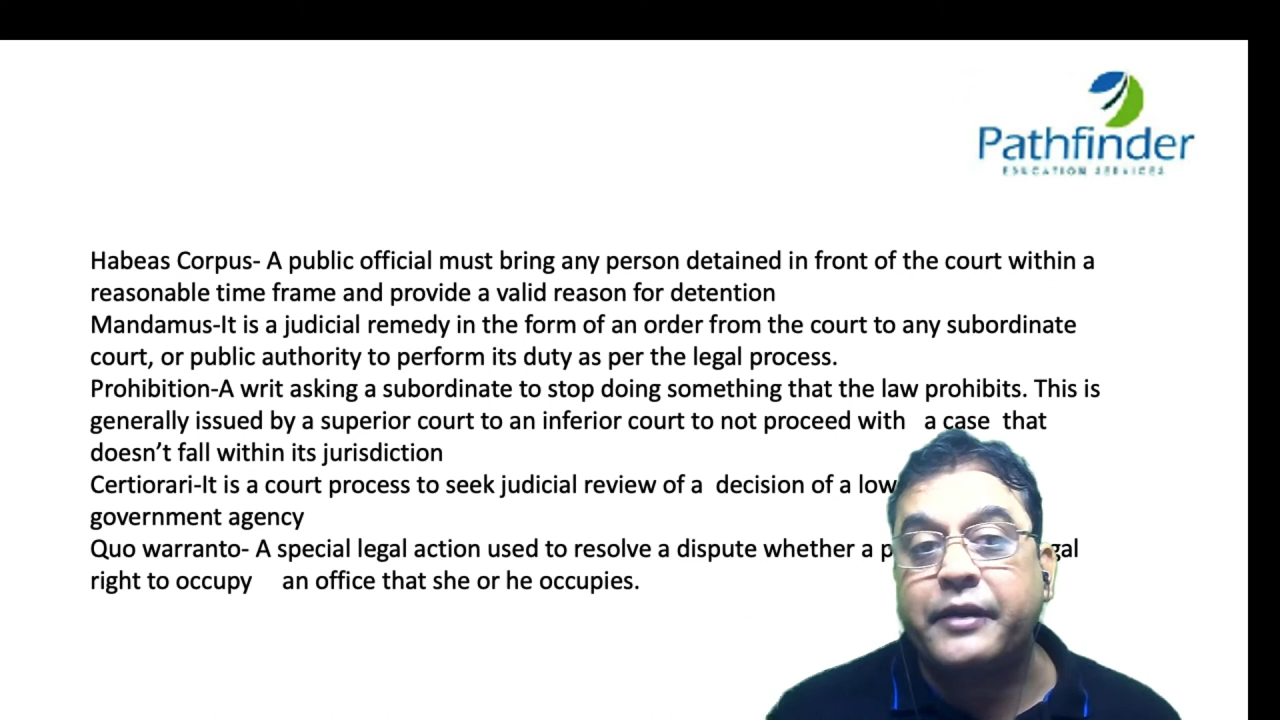 Pathfinder
EDUCATION SERVICES
Habeas Corpus- A public official must bring any person detained in front of the court within a
reasonable time frame and provide a valid reason for detention
Mandamus-It is a judicial remedy in the form of an order from the court to any subordinate
court, or public authority to perform its duty as per the legal process.
Prohibition-A writ asking a subordinate to stop doing something that the law prohibits. This is
generally issued by a superior court to an inferior court to not proceed with a case that
doesn’t fall within its jurisdiction
Certiorari-It is a court process to seek judicial review of a decision of a
government agency
Quo warranto- A special legal action used to resolve a dispute whether a
right to occupy an office that she or he occupies.